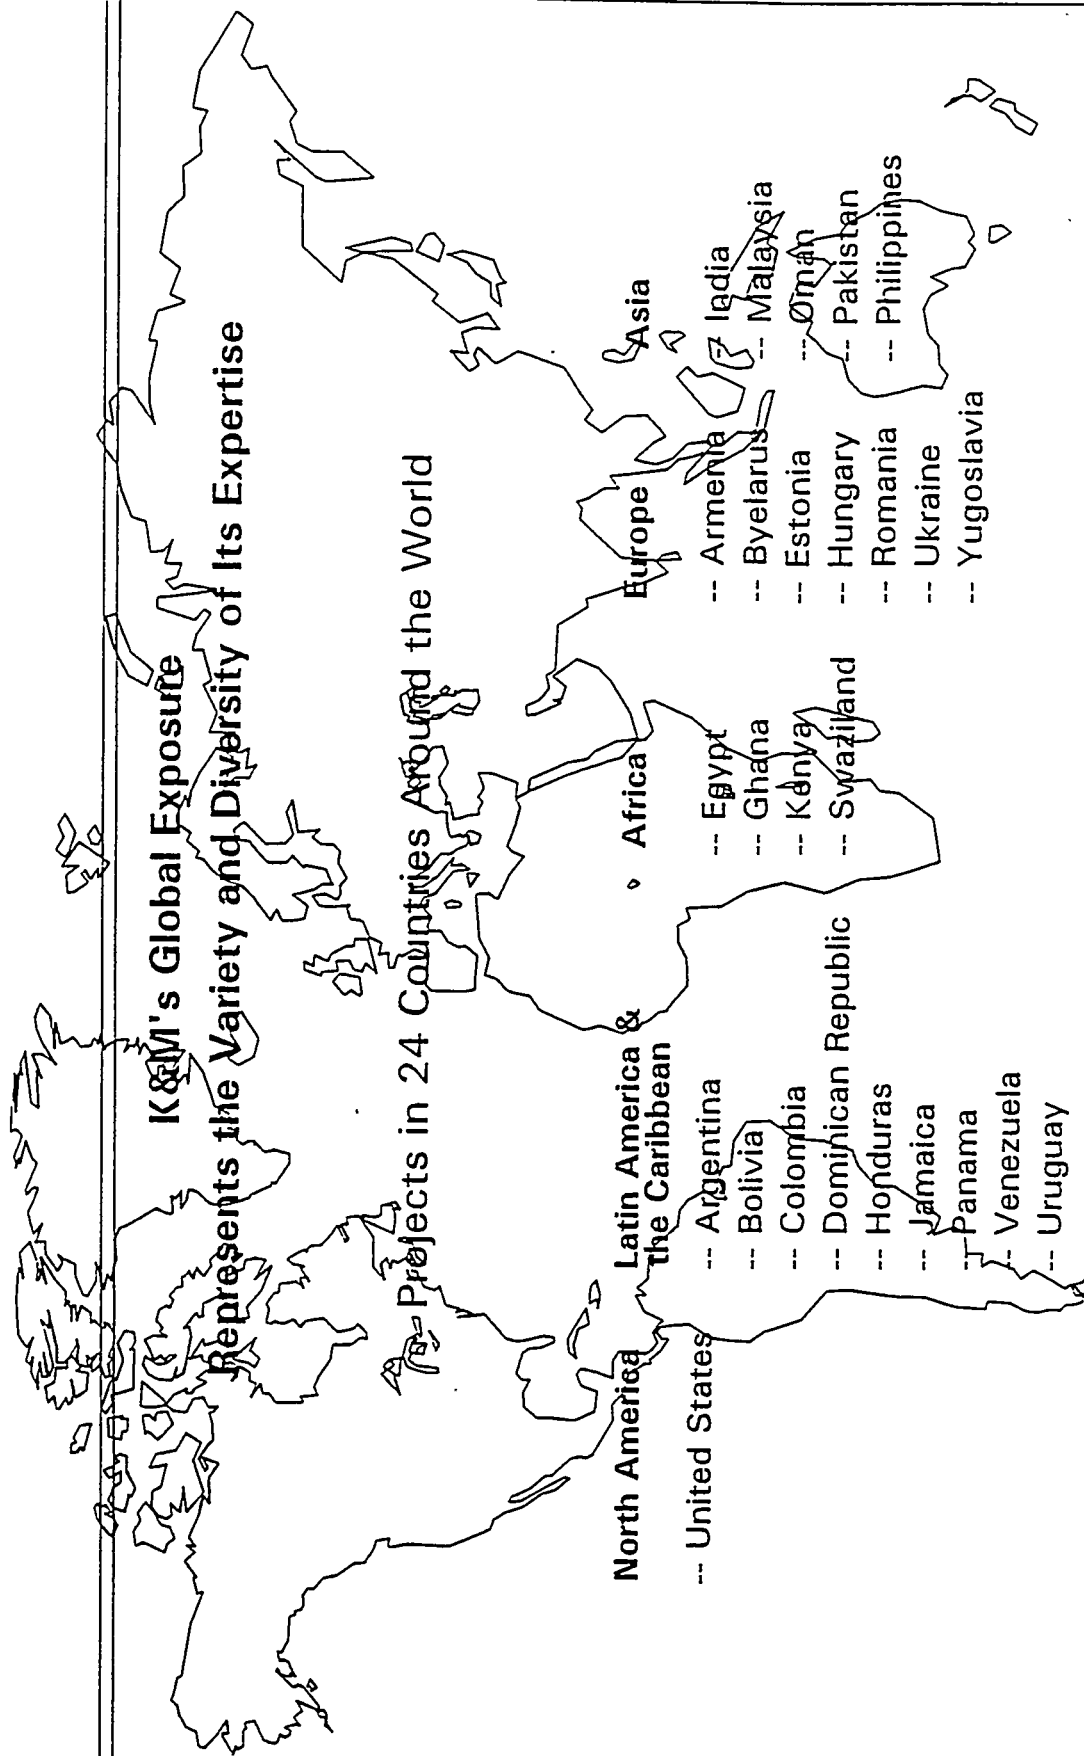 K&M's Global Exposure
Represents the Variety and Diversity of Its Expertise
-- Projects in 24 Countries Around the World
North America
-- United States
Latin America &
the Caribbean
-- Argentina
-- Bolivia
-- Colombia
-- Dominican Republic
-- Honduras
-- Jamaica
-- Panama
-- Venezuela
-- Uruguay
Africa
-- Egypt
-- Ghana
-- Kenya
-- Swaziland
Europe
-- Armenia
-- Byelarus
-- Estonia
-- Hungary
-- Romania
-- Ukraine
-- Yugoslavia
Asia
-- India
-- Malaysia
-- Oman
-- Pakistan
-- Philippines